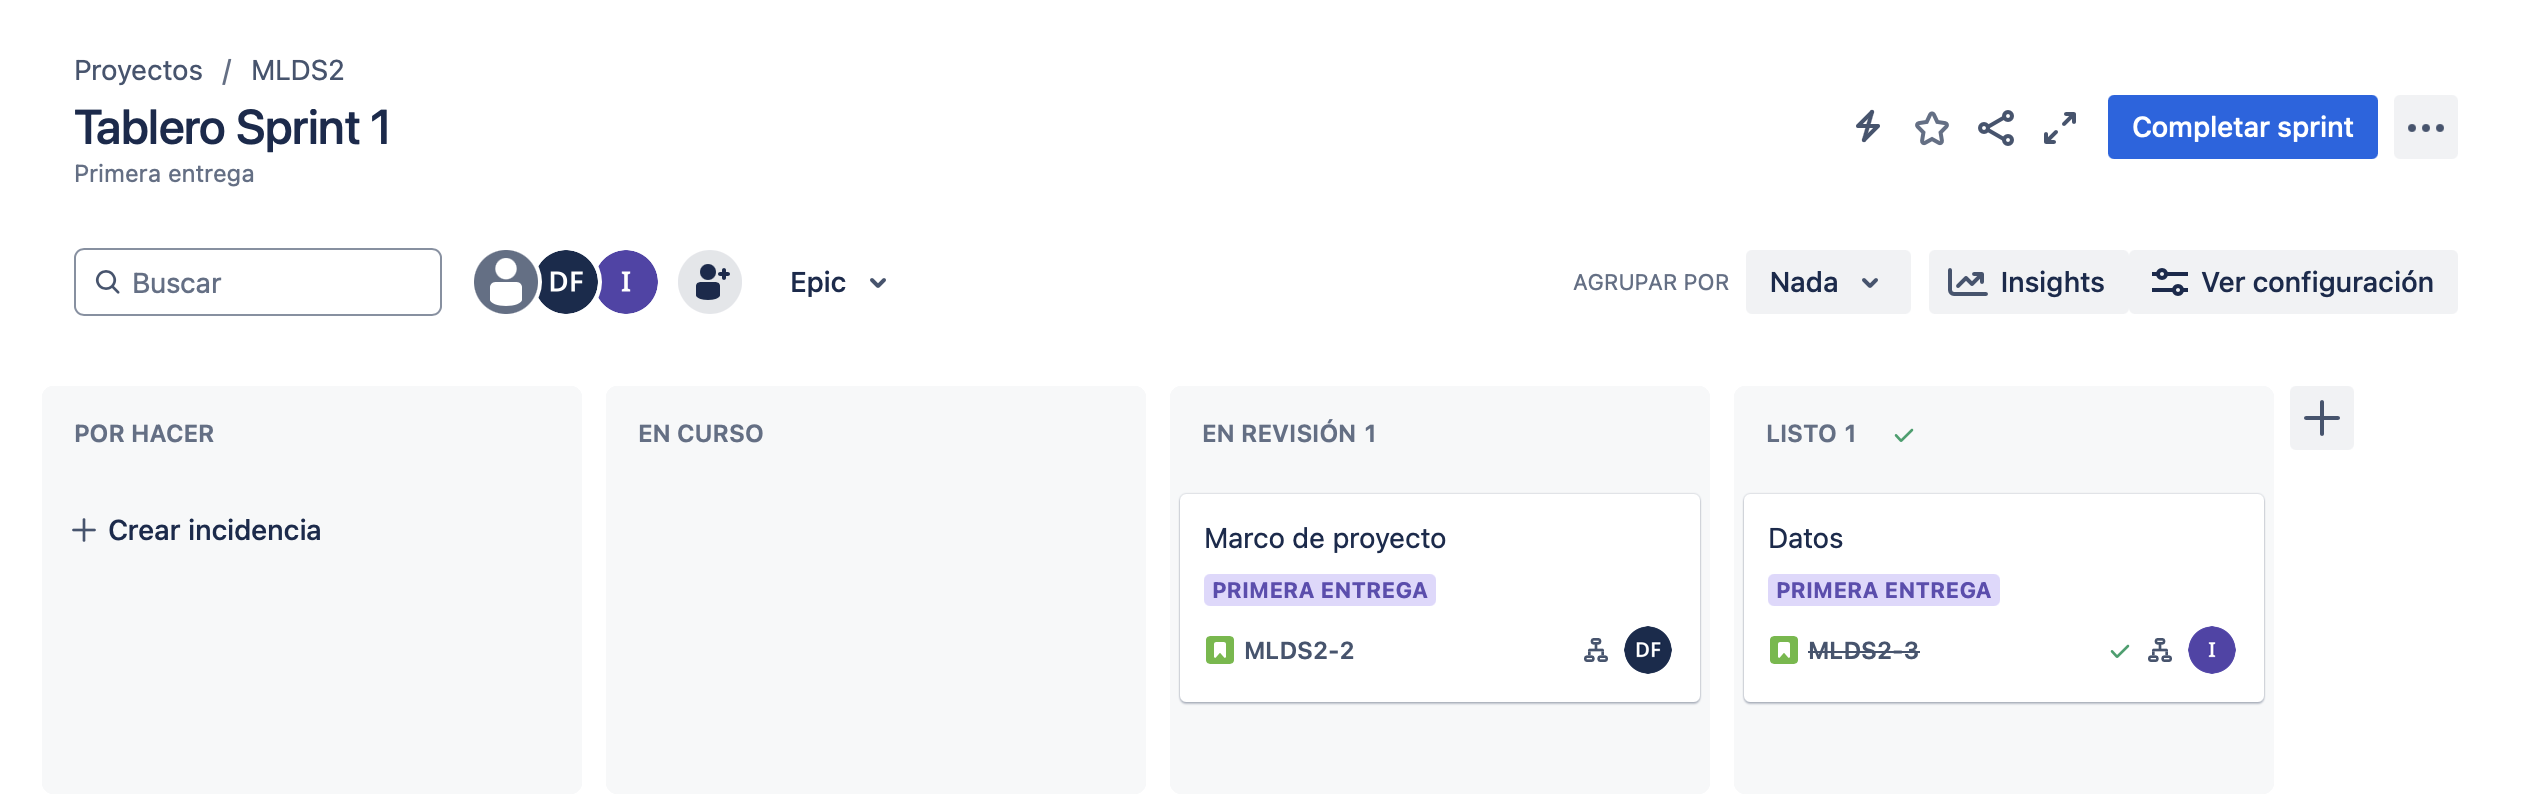 Proyectos / MLDS2
Tablero Sprint 1
Primera entrega
Completar sprint
Buscar
DF
I
Epic
AGRUPAR POR
Nada
Insights
Ver configuración
POR HACER
Crear incidencia
EN CURSO
EN REVISIÓN 1
Marco de proyecto
PRIMERA ENTREGA
MLDS2-2
DF
LISTO 1
Datos
PRIMERA ENTREGA
MLDS2-3
I